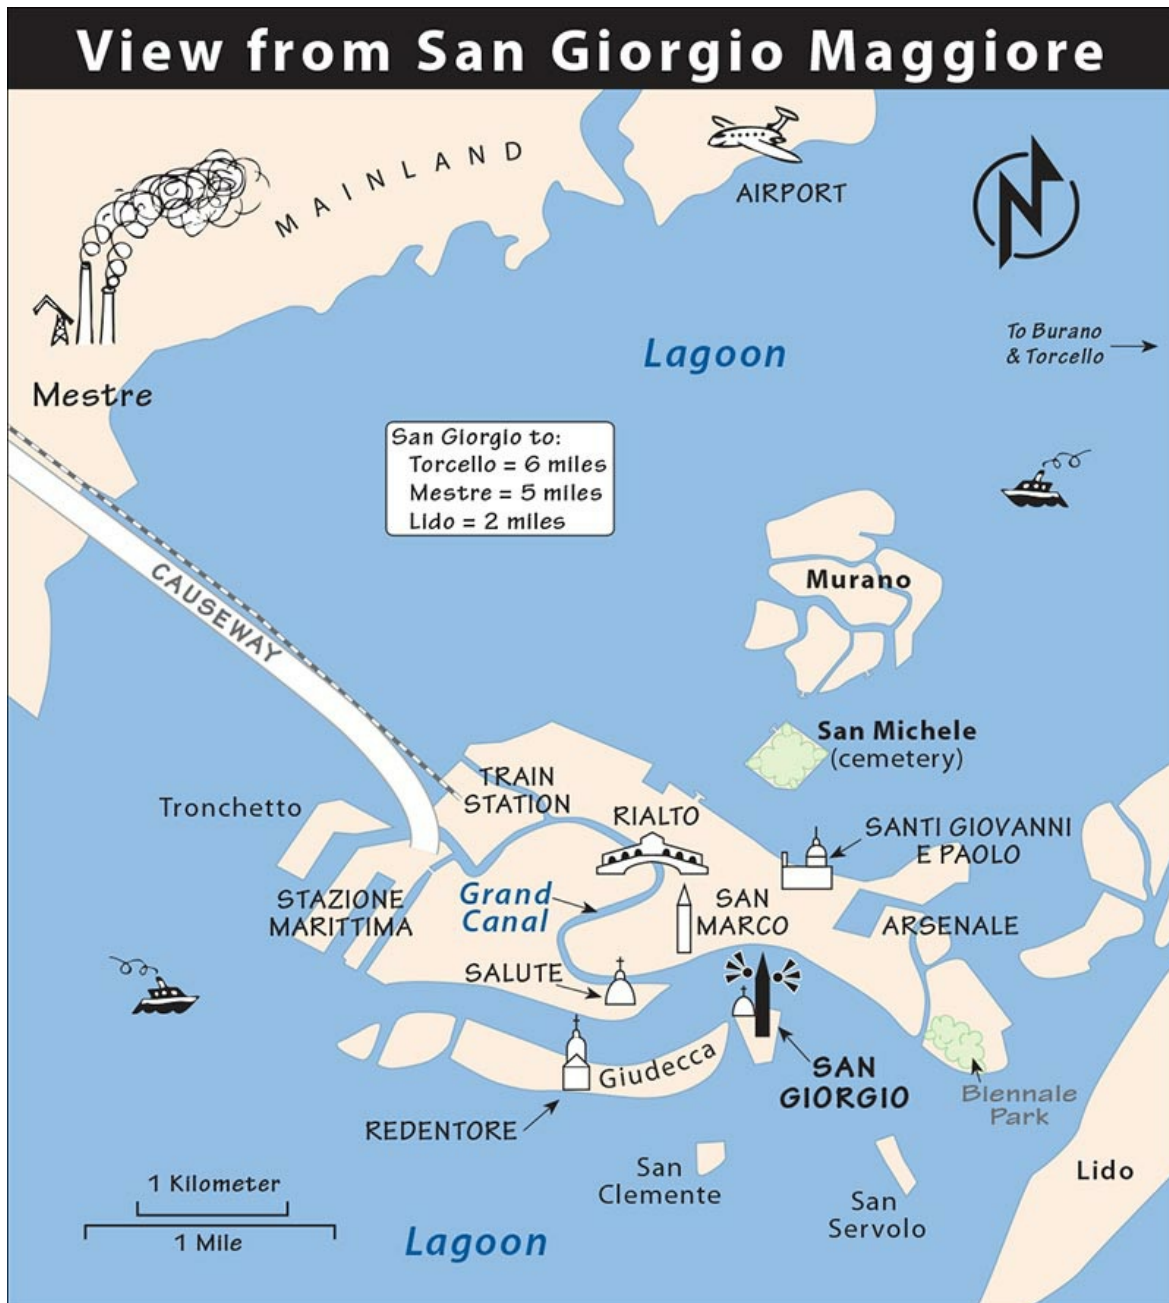 View from San Giorgio Maggiore
MAINLAND
AIRPORT
N
To Burano
& Torcello
Lagoon
Mestre
San Giorgio to:
Torcello = 6 miles
Mestre = 5 miles
Lido = 2 miles
CAUSEWAY
Murano
San Michele
(cemetery)
TRAIN
STATION
Tronchetto
RIALTO
SANTI GIOVANNI
E PAOLO
STAZIONE
MARITTIMA
Grand
Canal
SAN
MARCO
ARSENALE
SALUTE
Giudecca
SAN
GIORGIO
Biennale
Park
REDENTORE
San
Clemente
San
Servolo
Lido
1 Kilometer
1 Mile
Lagoon